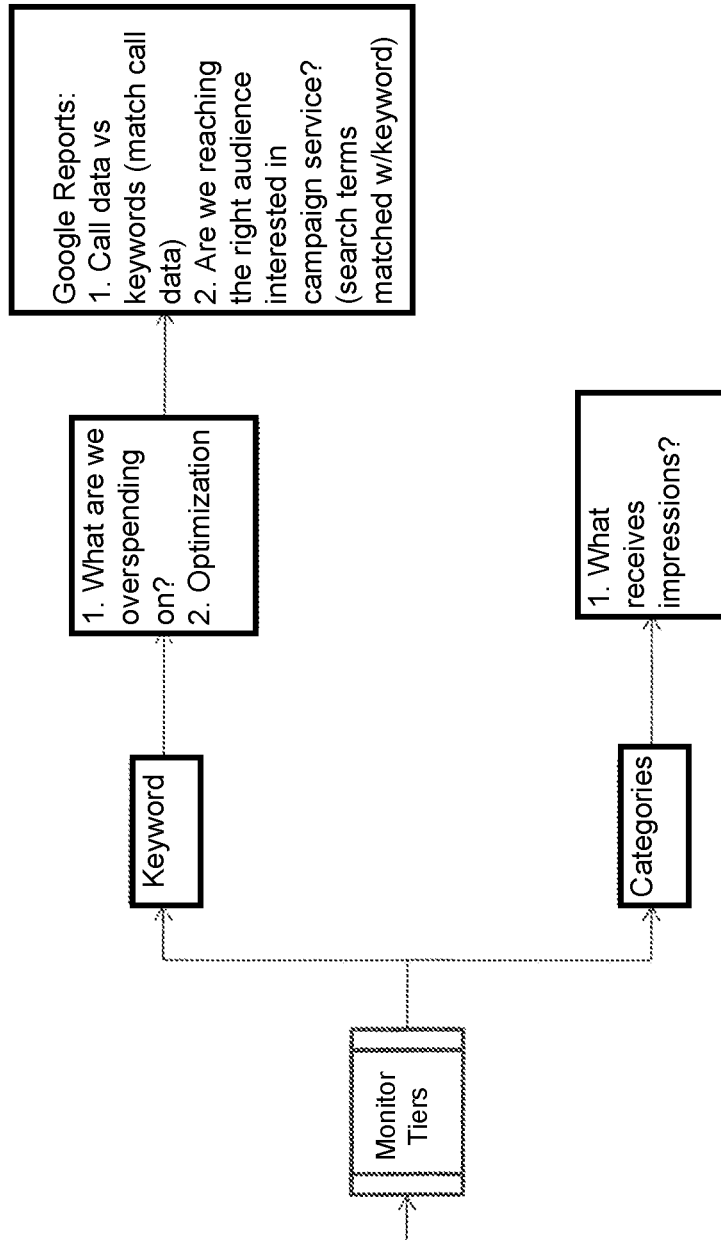 Monitor
Tiers
Keyword
1. What are we
overspending
on?
2. Optimization
Google Reports:
1. Call data vs
keywords (match call
data)
2. Are we reaching
the right audience
interested in
campaign service?
(search terms
matched w/keyword)
Categories
1. What
receives
impressions?